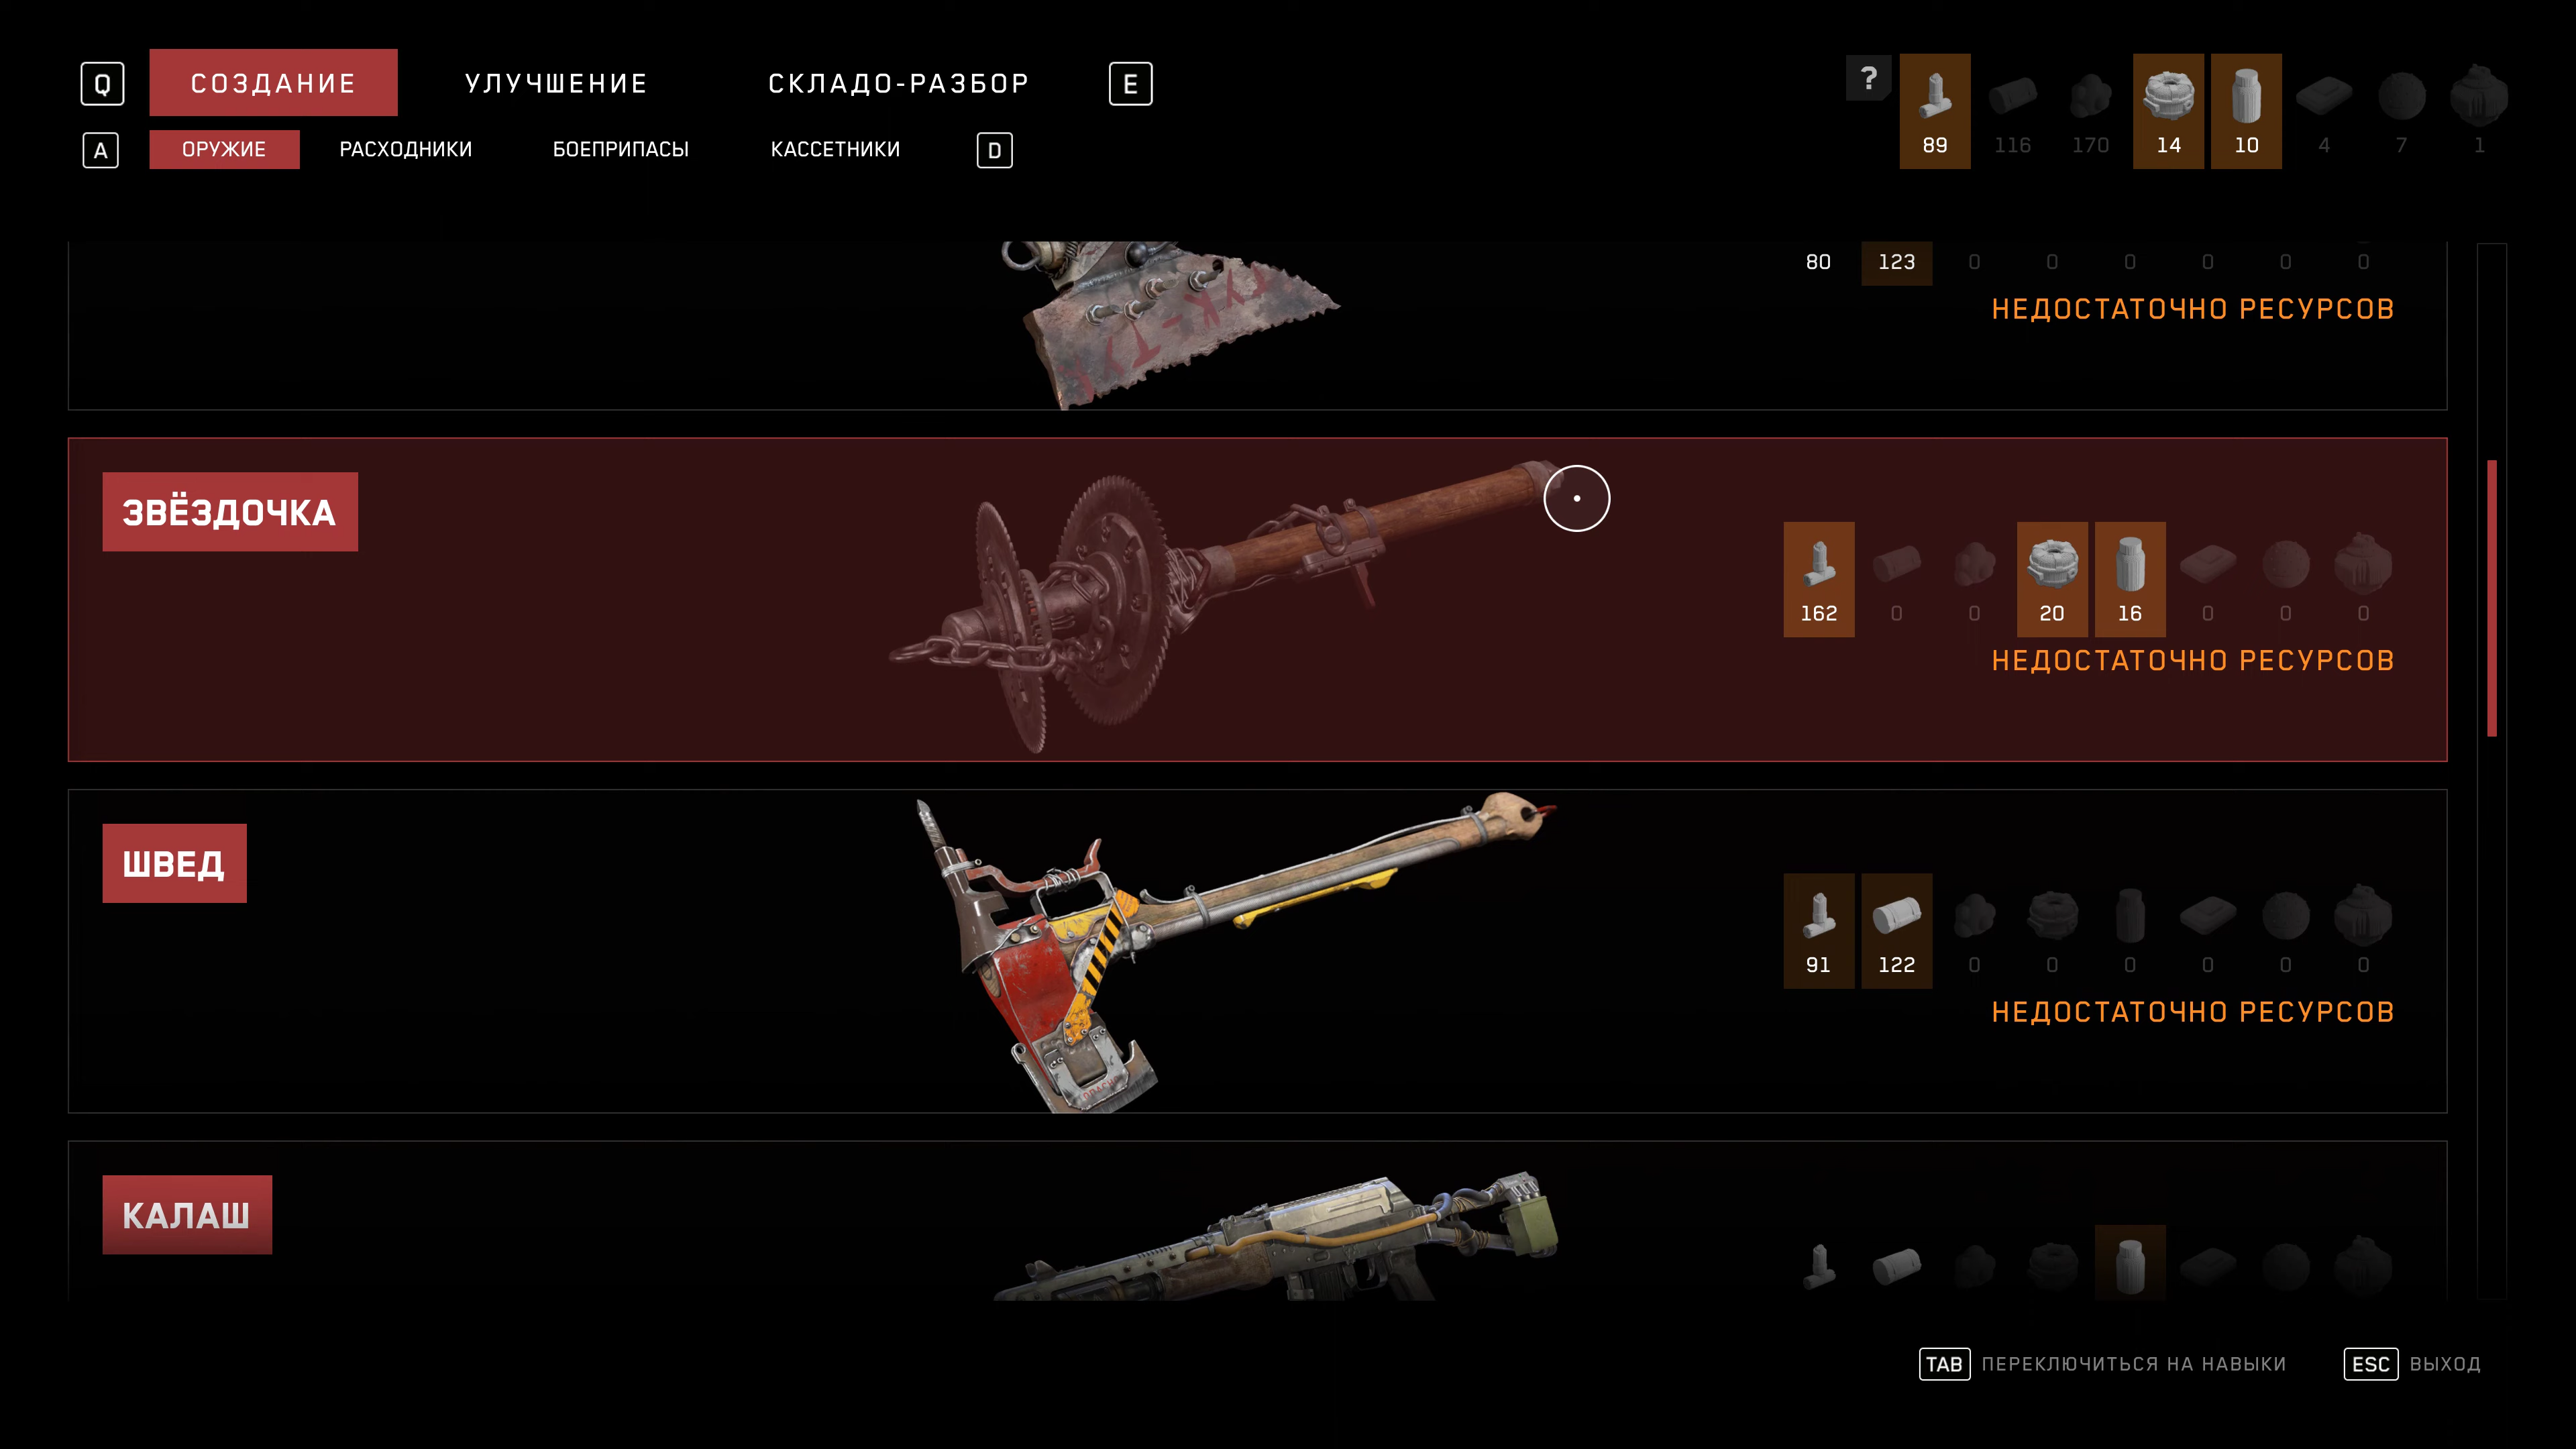 Q СОЗДАНИЕ УЛУЧШЕНИЕ СКЛАДО-РАЗБОР E
A ОРУЖИЕ РАСХОДНИКИ БОЕПРИПАСЫ КАССЕТНИКИ D
?
89 116 170 14 10 4 7 1
80 123 0 0 0 0 0 0
НЕДОСТАТОЧНО РЕСУРСОВ
ЗВЁЗДОЧКА
162 0 0 20 16 0 0 0
НЕДОСТАТОЧНО РЕСУРСОВ
ШВЕД
91 122 0 0 0 0 0 0
НЕДОСТАТОЧНО РЕСУРСОВ
КАЛАШ
TAB ПЕРЕКЛЮЧИТЬСЯ НА НАВЫКИ ESC ВЫХОД